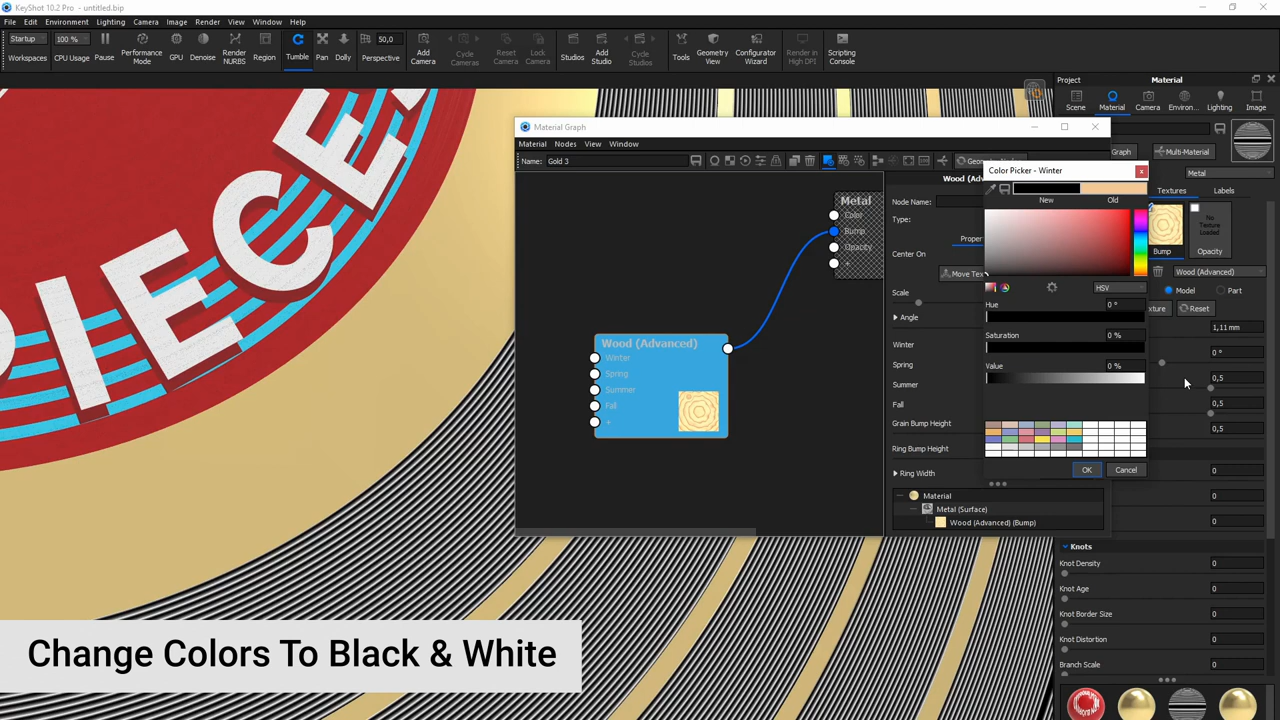 KeyShot 10.2 Pro - untitled.bip
File Edit Environment Lighting Camera Image Render View Window Help
Startup 100 % 50,0
Workspaces CPU Usage Pause Performance Mode GPU Denoise Render NURBS Region Tumble Pan Dolly Perspective Add Camera Cycle Cameras Reset Camera Lock Camera Studios Add Studio Cycle Studios Tools Geometry View Configurator Wizard Render in High DPI Scripting Console
Project Material
Scene Material Camera Environ... Lighting Image
PIECE
Material Graph
Material Nodes View Window
Name: Gold 3
Metal
Color
Bump
Opacity
+
Wood (Advanced)
Winter
Spring
Summer
Fall
+
Node Name:
Type:
Proper
Center On
Scale
Angle
Winter
Spring
Summer
Fall
Grain Bump Height
Ring Bump Height
Ring Width
Material
Metal (Surface)
Wood (Advanced) (Bump)
Color Picker - Winter
New Old
HSV
Hue 0 °
Saturation 0 %
Value 0 %
OK Cancel
Graph Multi-Material
Metal
Textures Labels
No Texture Loaded
Bump Opacity
Wood (Advanced)
Model Part
Reset
1,11 mm
0 °
0,5
0,5
0,5
0
0
0
Knots
Knot Density 0
Knot Age 0
Knot Border Size 0
Knot Distortion 0
Branch Scale 0
Change Colors To Black & White